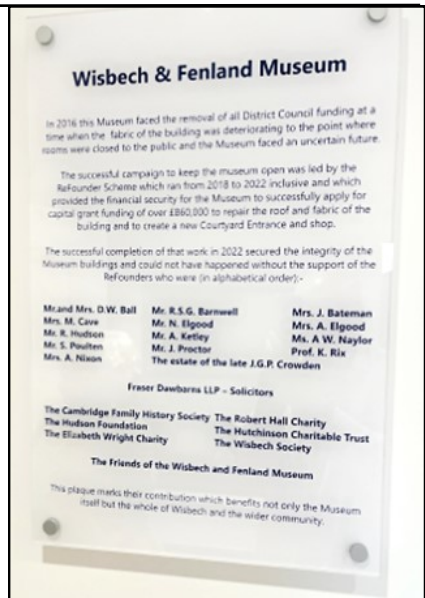 Wisbech & Fenland Museum
In 2016 this Museum faced the removal of all District Council funding at a
time when the fabric of the building was deteriorating to the point where
rooms were closed to the public and the Museum faced an uncertain future.
The successful campaign to keep the museum open was led by the
ReFounder Scheme which ran from 2018 to 2022 inclusive and which
provided the financial security for the Museum to successfully apply for
capital grant funding of over £860,000 to repair the roof and fabric of the
building and to create a new Courtyard Entrance and shop.
The successful completion of that work in 2022 secured the integrity of the
Museum buildings and could not have happened without the support of the
ReFounders who were (in alphabetical order):-
Mr.and Mrs. D.W. Ball Mr. R.S.G. Barnwell Mrs. J. Bateman
Mrs. M. Cave Mr. N. Elgood Mrs. A. Elgood
Mr. R. Hudson Mr. A. Ketley Ms. A W. Naylor
Mr. S. Poulten Mr. J. Proctor Prof. K. Rix
Mrs. A. Nixon The estate of the late J.G.P. Crowden
Fraser Dawbarns LLP – Solicitors
The Cambridge Family History Society The Robert Hall Charity
The Hudson Foundation The Hutchinson Charitable Trust
The Elizabeth Wright Charity The Wisbech Society
The Friends of the Wisbech and Fenland Museum
This plaque marks their contribution which benefits not only the Museum
itself but the whole of Wisbech and the wider community.